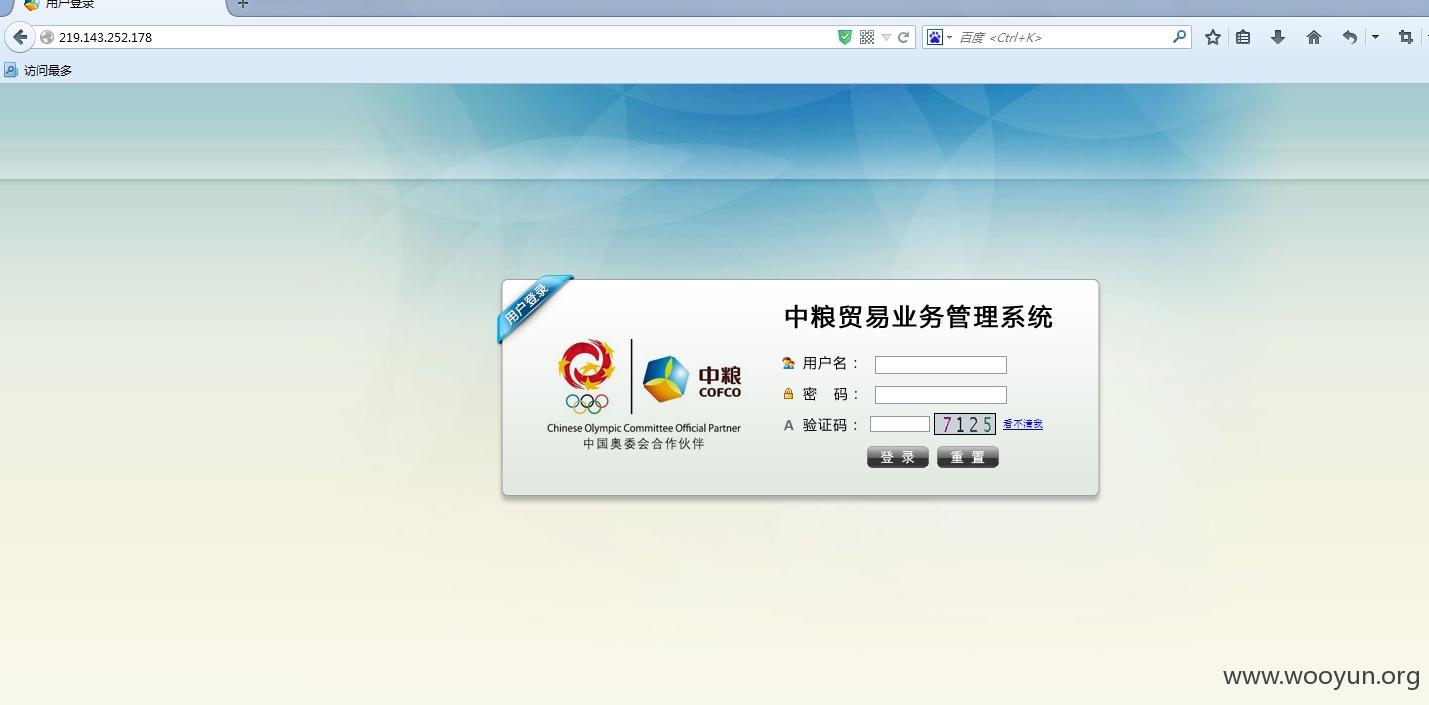 用户登录
219.143.252.178
百度 <Ctrl+K>
访问最多
用户登录
中粮贸易业务管理系统
用户名：
密 码：
A 验证码： 7125 看不清我
登 录 重 置
中粮
COFCO
Chinese Olympic Committee Official Partner
中国奥委会合作伙伴
www.wooyun.org